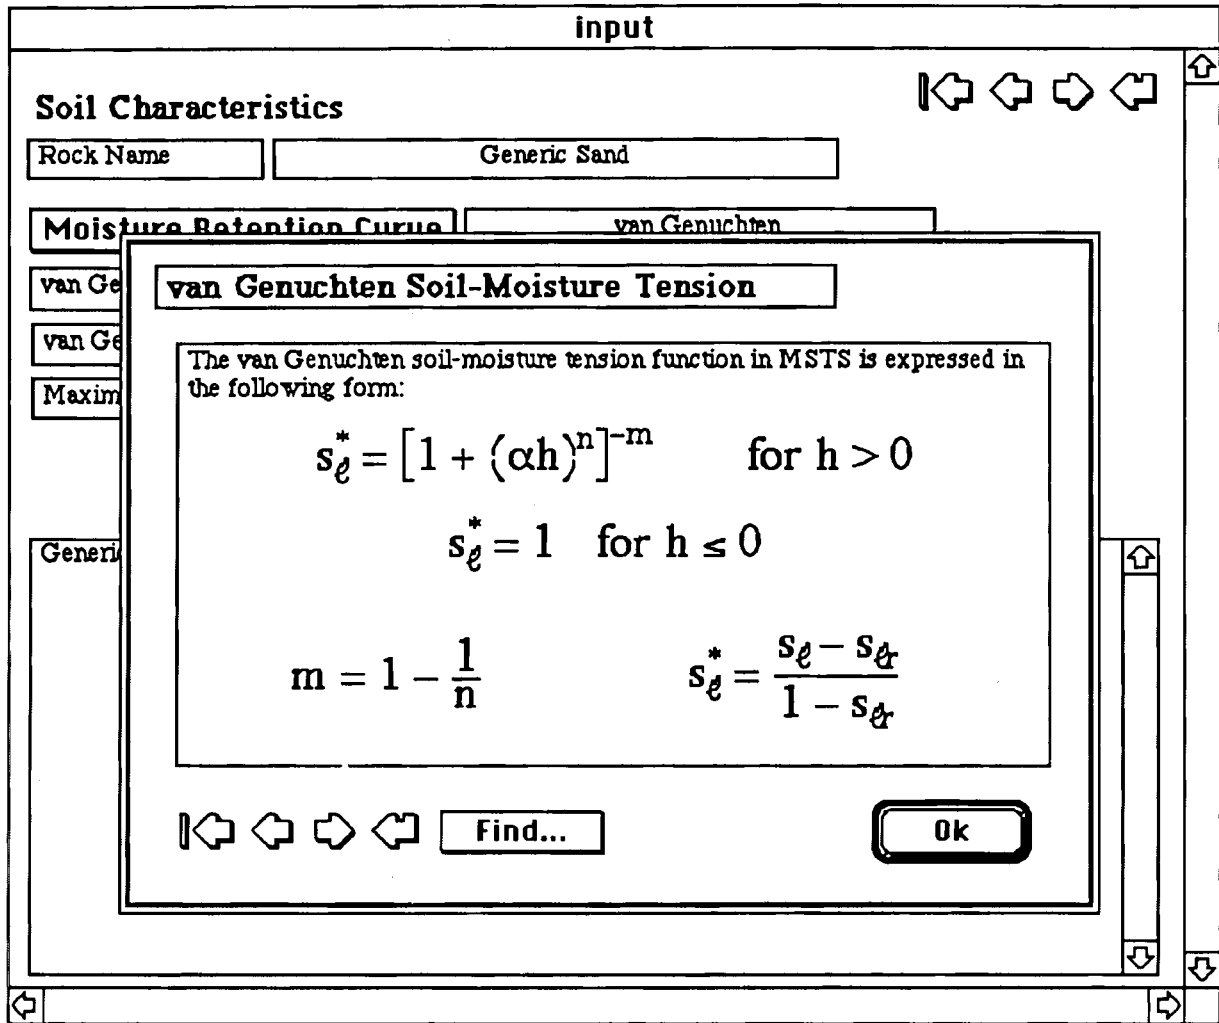 input
Soil Characteristics
Rock Name
Generic Sand
Moisture Retention Curve
van Genuchten
van Ge
van Ge
Maxim
Generic
van Genuchten Soil-Moisture Tension
The van Genuchten soil-moisture tension function in MSTS is expressed in
the following form:
s*ℓ = [1 + (αh)^n]^−m for h > 0
s*ℓ = 1 for h ≤ 0
m = 1 − 1/n
s*ℓ = (sℓ − sℓr)/(1 − sℓr)
Find...
Ok